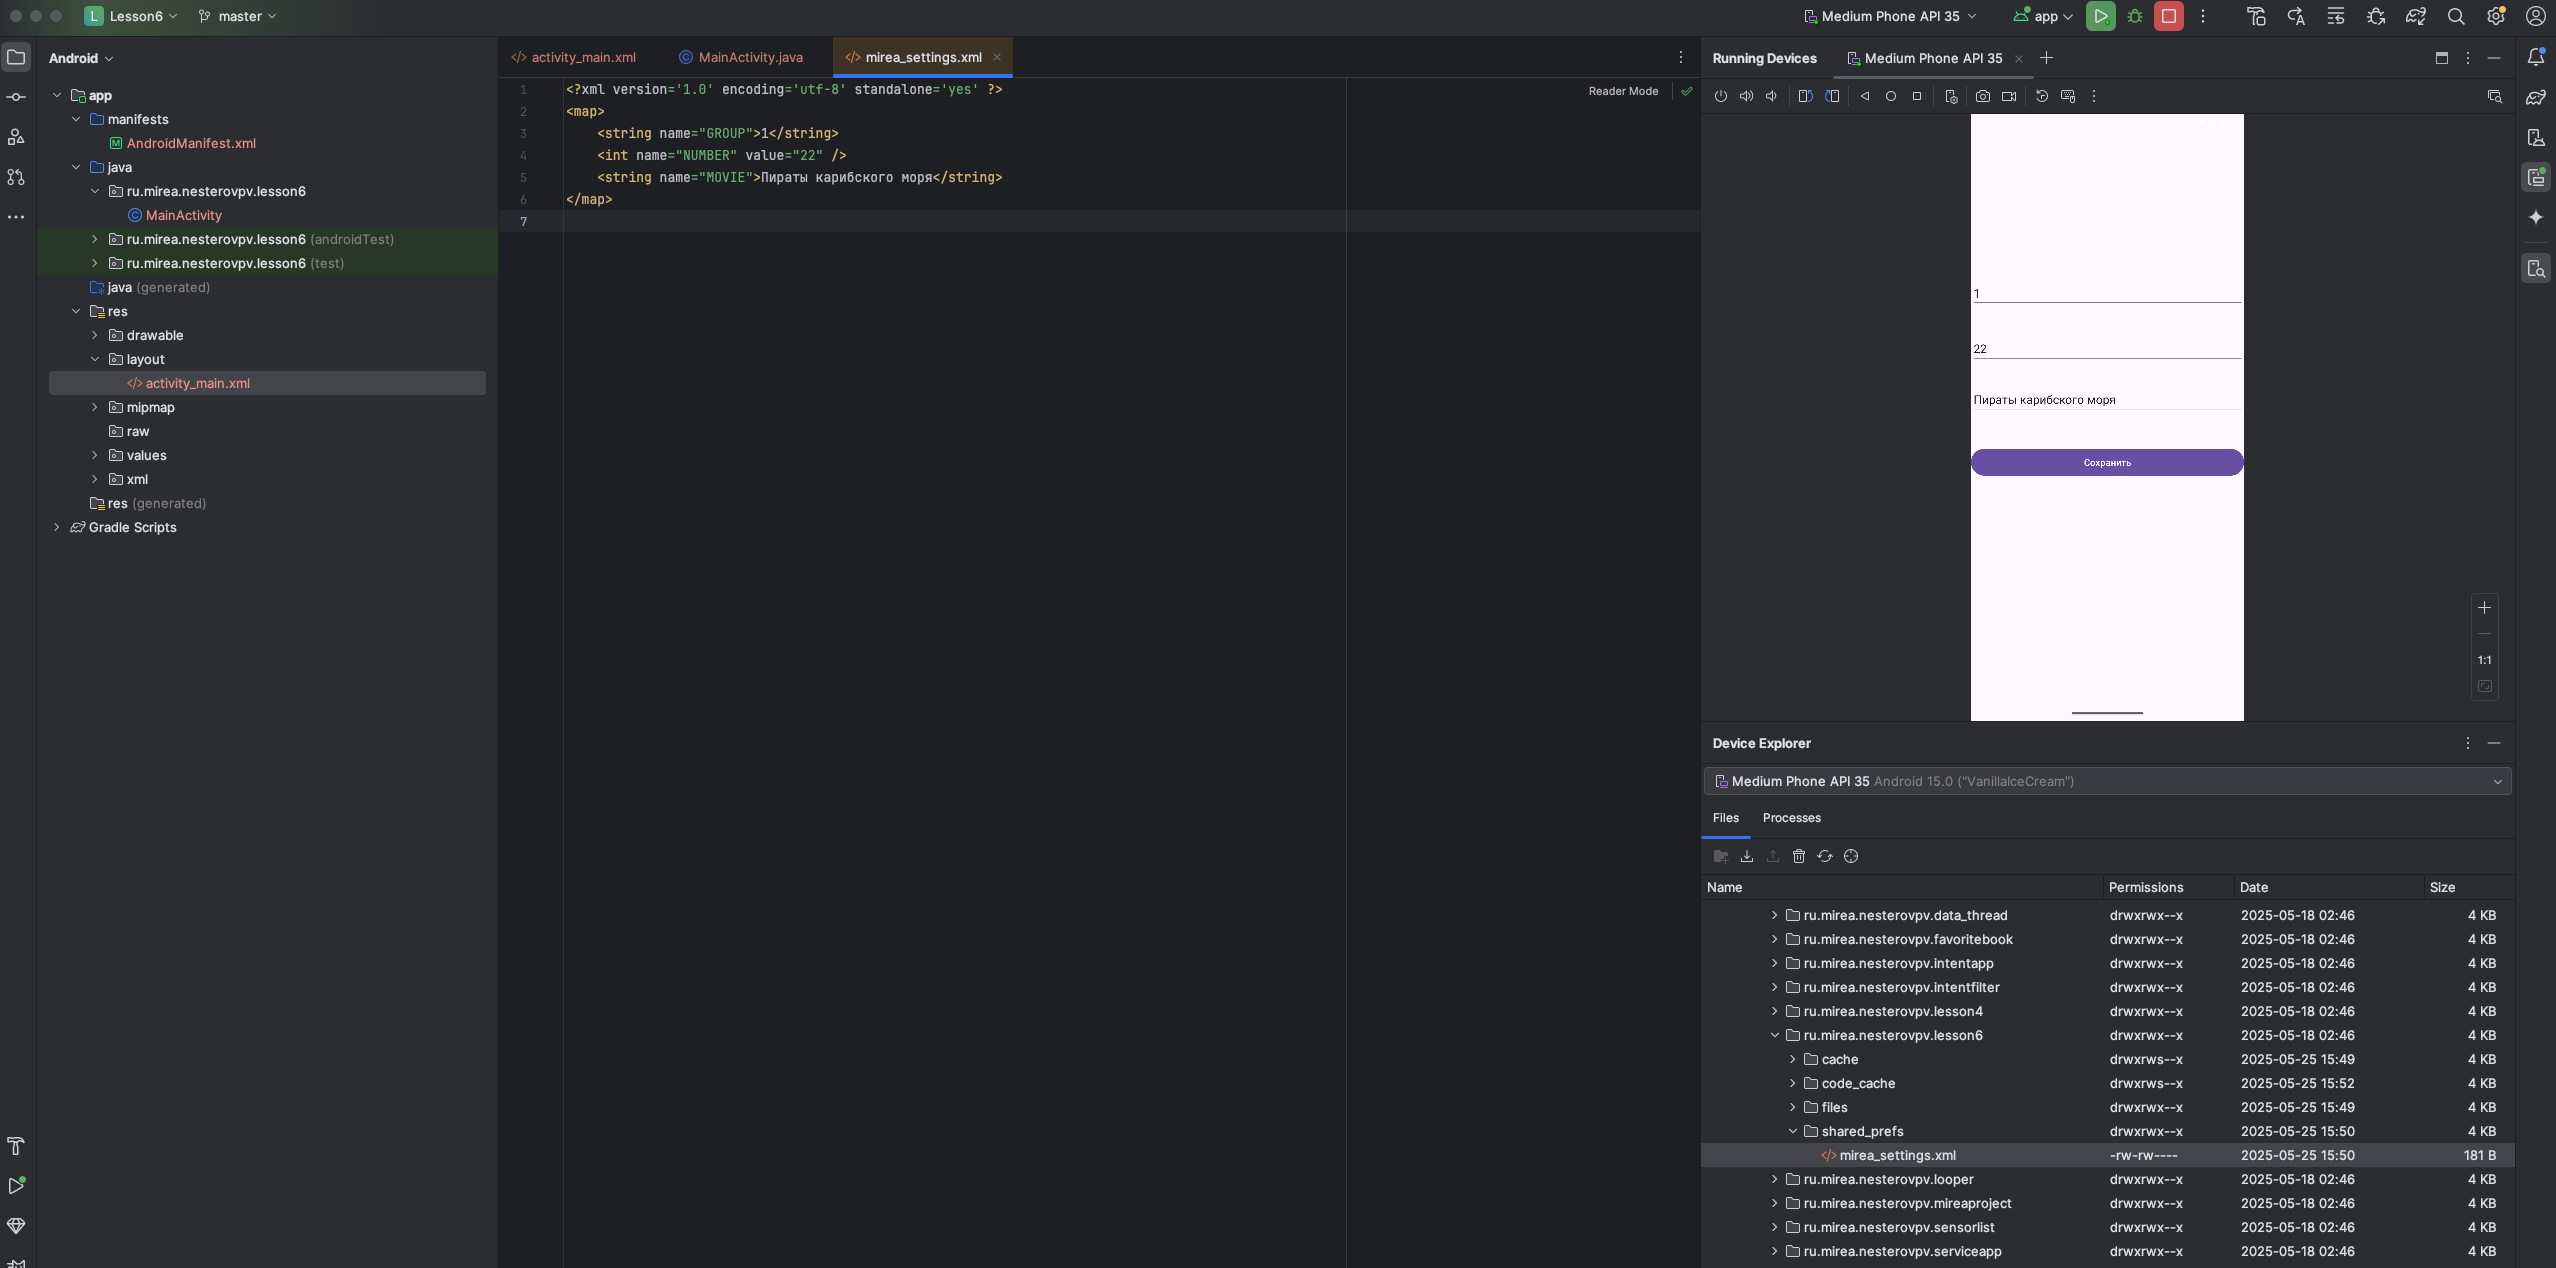 L Lesson6 master Medium Phone API 35 app
Android
app
manifests
AndroidManifest.xml
java
ru.mirea.nesterovpv.lesson6
MainActivity
ru.mirea.nesterovpv.lesson6 (androidTest)
ru.mirea.nesterovpv.lesson6 (test)
java (generated)
res
drawable
layout
activity_main.xml
mipmap
raw
values
xml
res (generated)
Gradle Scripts
activity_main.xml MainActivity.java mirea_settings.xml
Reader Mode
1 <?xml version='1.0' encoding='utf-8' standalone='yes' ?>
2 <map>
3 <string name="GROUP">1</string>
4 <int name="NUMBER" value="22" />
5 <string name="MOVIE">Пираты карибского моря</string>
6 </map>
7
Running Devices Medium Phone API 35
1
22
Пираты карибского моря
Сохранить
1:1
Device Explorer
Medium Phone API 35 Android 15.0 ("VanillaIceCream")
Files Processes
Name Permissions Date Size
ru.mirea.nesterovpv.data_thread drwxrwx--x 2025-05-18 02:46 4 KB
ru.mirea.nesterovpv.favoritebook drwxrwx--x 2025-05-18 02:46 4 KB
ru.mirea.nesterovpv.intentapp drwxrwx--x 2025-05-18 02:46 4 KB
ru.mirea.nesterovpv.intentfilter drwxrwx--x 2025-05-18 02:46 4 KB
ru.mirea.nesterovpv.lesson4 drwxrwx--x 2025-05-18 02:46 4 KB
ru.mirea.nesterovpv.lesson6 drwxrwx--x 2025-05-18 02:46 4 KB
cache drwxrws--x 2025-05-25 15:49 4 KB
code_cache drwxrws--x 2025-05-25 15:52 4 KB
files drwxrwx--x 2025-05-25 15:49 4 KB
shared_prefs drwxrwx--x 2025-05-25 15:50 4 KB
mirea_settings.xml -rw-rw---- 2025-05-25 15:50 181 B
ru.mirea.nesterovpv.looper drwxrwx--x 2025-05-18 02:46 4 KB
ru.mirea.nesterovpv.mireaproject drwxrwx--x 2025-05-18 02:46 4 KB
ru.mirea.nesterovpv.sensorlist drwxrwx--x 2025-05-18 02:46 4 KB
ru.mirea.nesterovpv.serviceapp drwxrwx--x 2025-05-18 02:46 4 KB